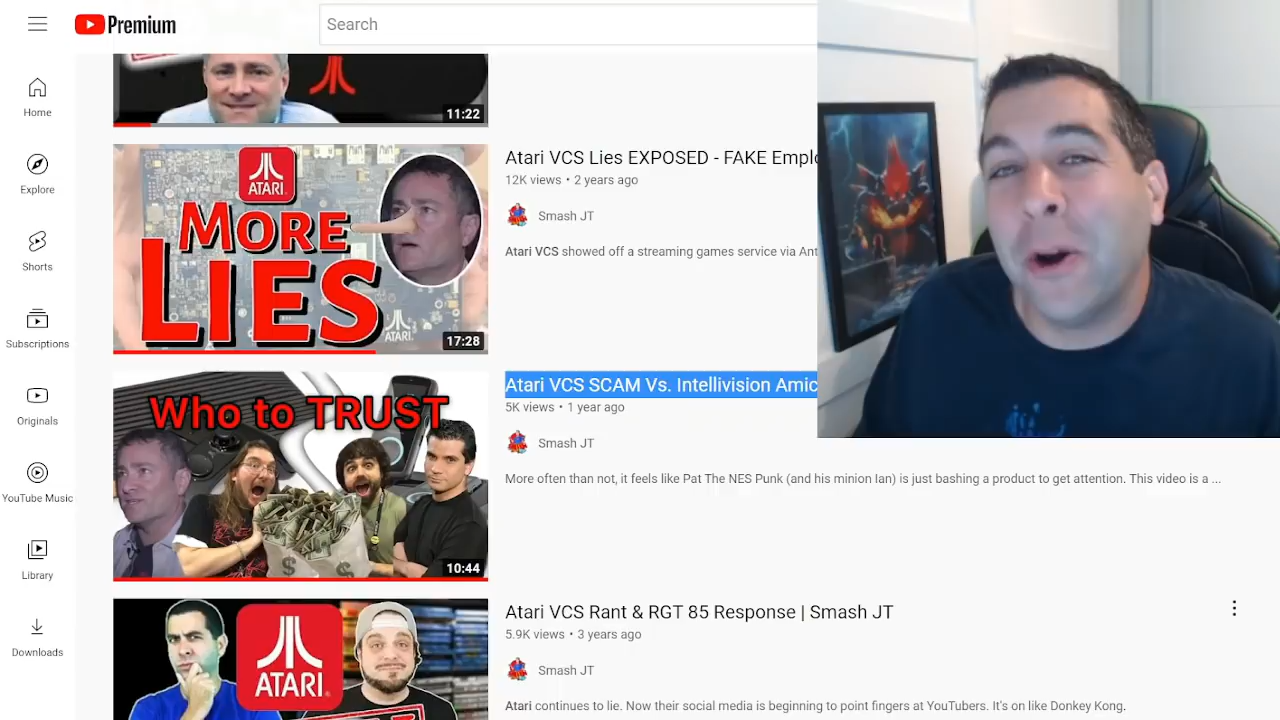 Premium
Search
Home
Explore
Shorts
Subscriptions
Originals
YouTube Music
Library
Downloads
11:22
ATARI
MORE
LIES
ATARI
17:28
Atari VCS Lies EXPOSED - FAKE Emplo
12K views • 2 years ago
Smash JT
Atari VCS showed off a streaming games service via Ant
Who to TRUST
$ $
10:44
Atari VCS SCAM Vs. Intellivision Amic
5K views • 1 year ago
Smash JT
More often than not, it feels like Pat The NES Punk (and his minion Ian) is just bashing a product to get attention. This video is a ...
ATARI
Atari VCS Rant & RGT 85 Response | Smash JT
5.9K views • 3 years ago
Smash JT
Atari continues to lie. Now their social media is beginning to point fingers at YouTubers. It's on like Donkey Kong.